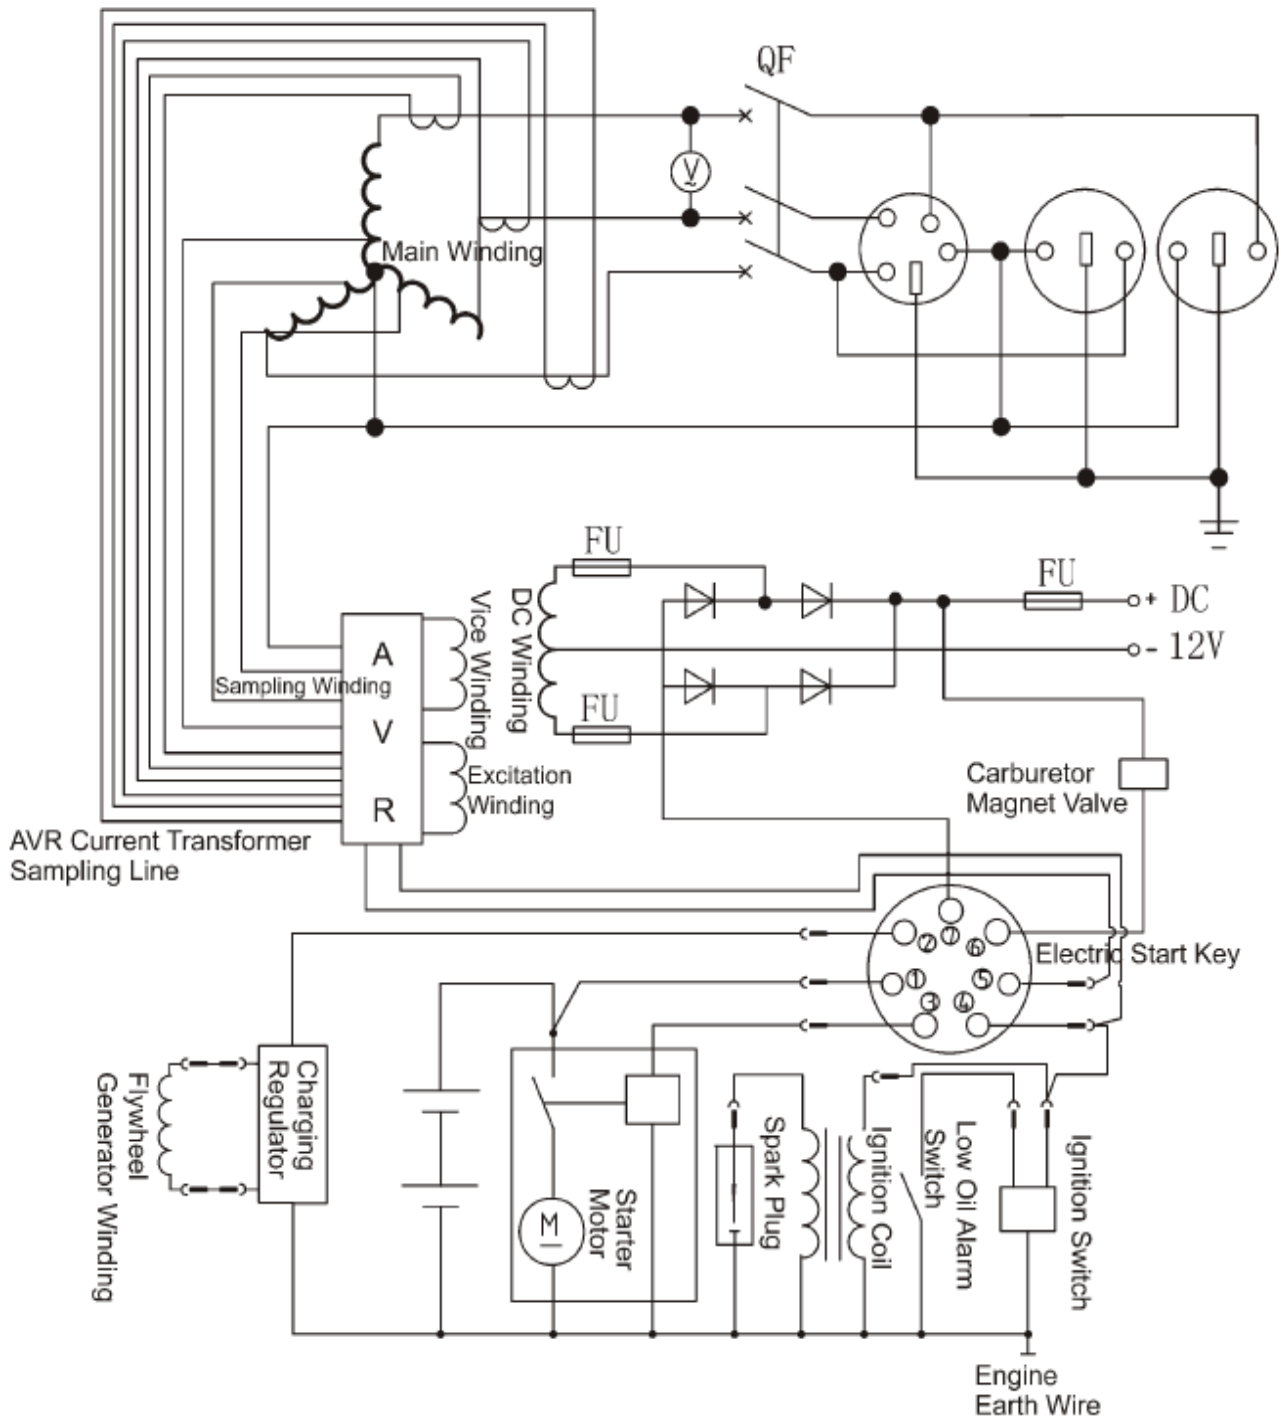 QF
V
Main Winding
FU
FU
+ DC
- 12V
Vice Winding
DC Winding
A
Sampling Winding
V
R
FU
Excitation
Winding
Carburetor
Magnet Valve
AVR Current Transformer
Sampling Line
2
7
6
Electric Start Key
1
5
3
4
Charging
Regulator
Flywheel
Generator Winding
M
Starter
Motor
Spark Plug
Ignition Coil
Low Oil Alarm
Switch
Ignition Switch
Engine
Earth Wire